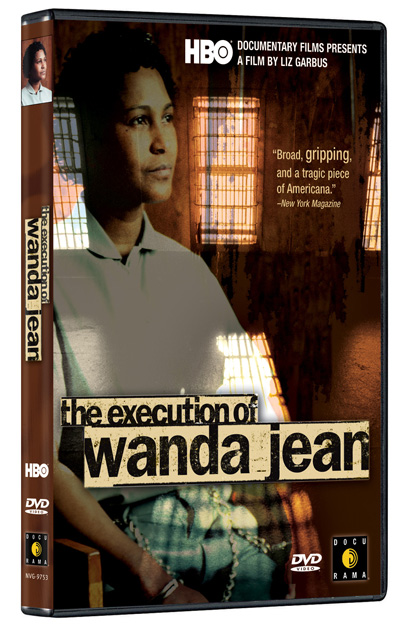 HBO DOCUMENTARY FILMS PRESENTS
A FILM BY LIZ GARBUS
“Broad, gripping,
and a tragic piece
of Americana.”
–New York Magazine
the execution of
wanda jean
DVD
VIDEO
DOCU
RAMA
the execution of
wanda jean
HBO
DVD
VIDEO
DOCU
RAMA
NVG-9753